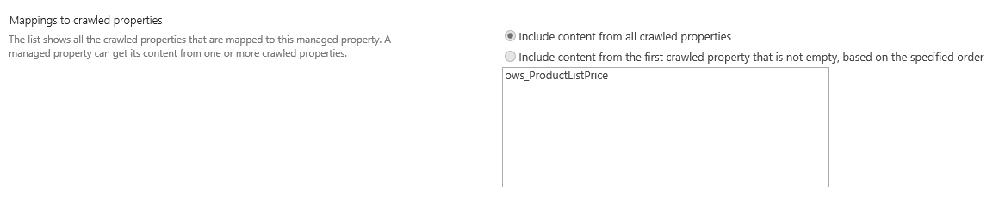 Mappings to crawled properties
The list shows all the crawled properties that are mapped to this managed property. A
managed property can get its content from one or more crawled properties.
Include content from all crawled properties
Include content from the first crawled property that is not empty, based on the specified order
ows_ProductListPrice